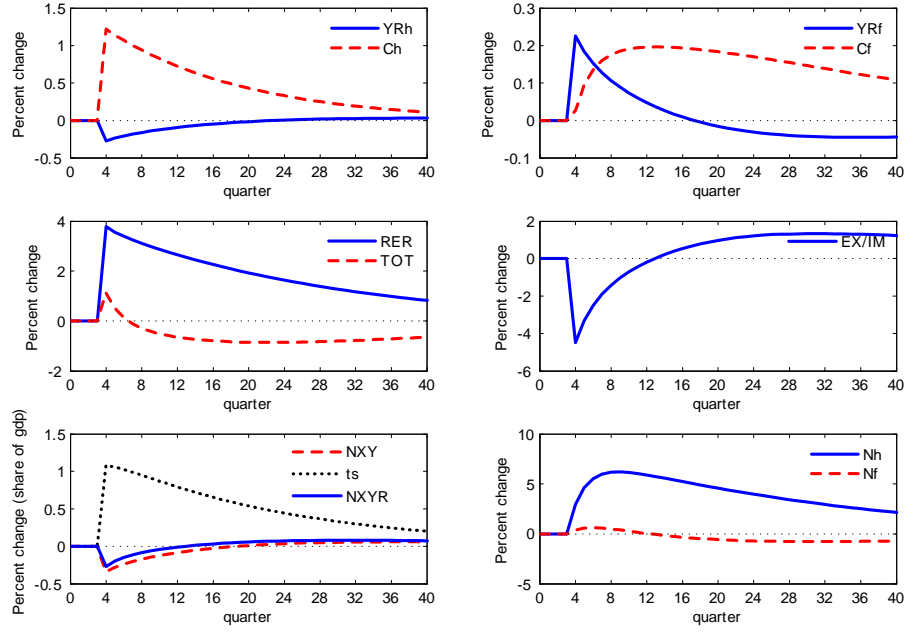 Percent change
1.5
1
0.5
0
-0.5
YRh
Ch
0 4 8 12 16 20 24 28 32 36 40
quarter
Percent change
0.3
0.2
0.1
0
-0.1
YRf
Cf
0 4 8 12 16 20 24 28 32 36 40
quarter
Percent change
4
2
0
-2
RER
TOT
0 4 8 12 16 20 24 28 32 36 40
quarter
Percent change
2
0
-2
-4
-6
EX/IM
0 4 8 12 16 20 24 28 32 36 40
quarter
Percent change (share of gdp)
1.5
1
0.5
0
-0.5
NXY
ts
NXYR
0 4 8 12 16 20 24 28 32 36 40
quarter
Percent change
10
5
0
-5
Nh
Nf
0 4 8 12 16 20 24 28 32 36 40
quarter